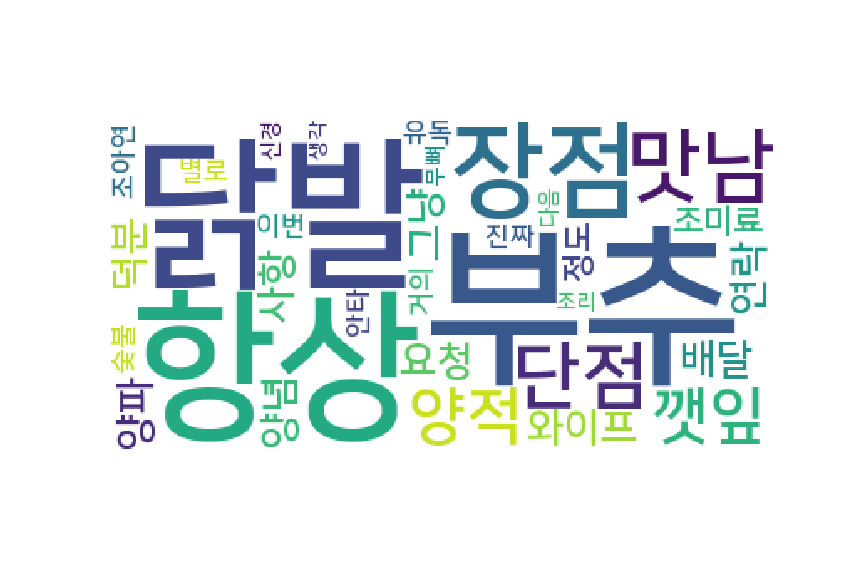 조아연
신경
생각
유독
무뼈
닭발
별로
장점
맛남
덕분
이번
그냥
다음
조미료
진짜
정도
사항
거의
안타
부추
연락
숯불
항상
조리
요청
단점
배달
양파
양념
양적
와이프
깻잎